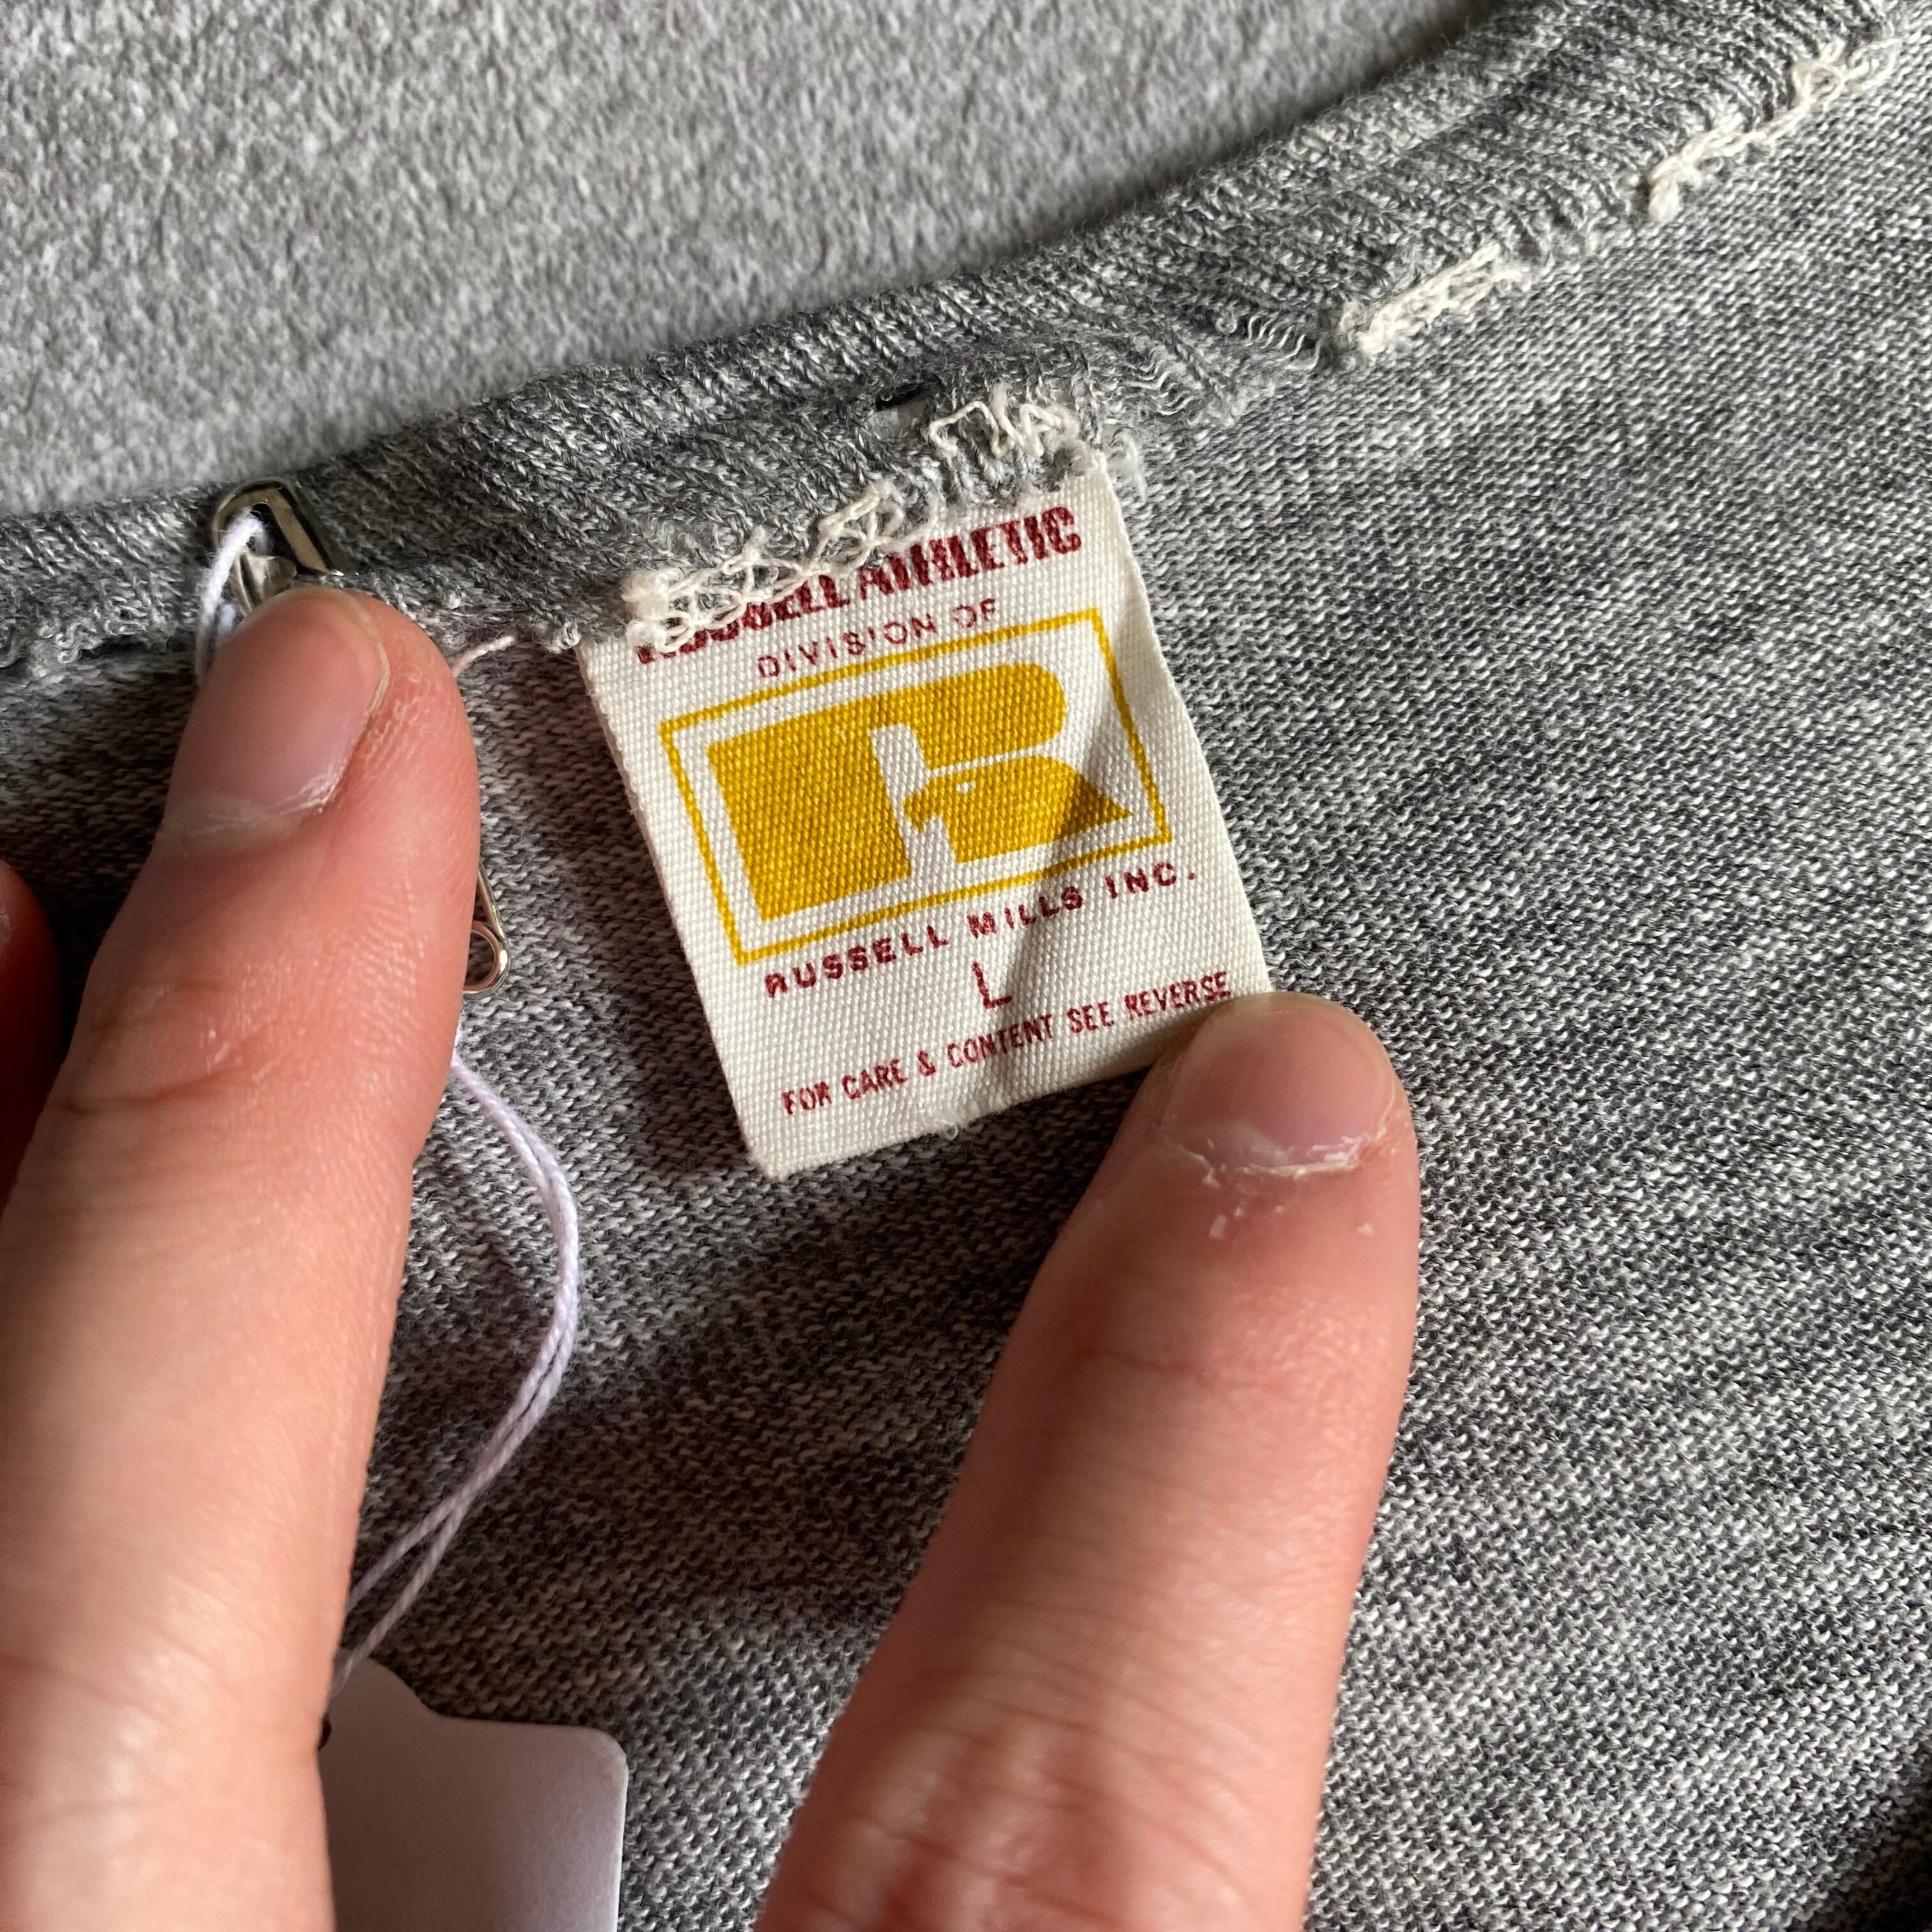 RUSSELL ATHLETIC
DIVISION OF
R
RUSSELL MILLS INC.
L
FOR CARE & CONTENT SEE REVERSE